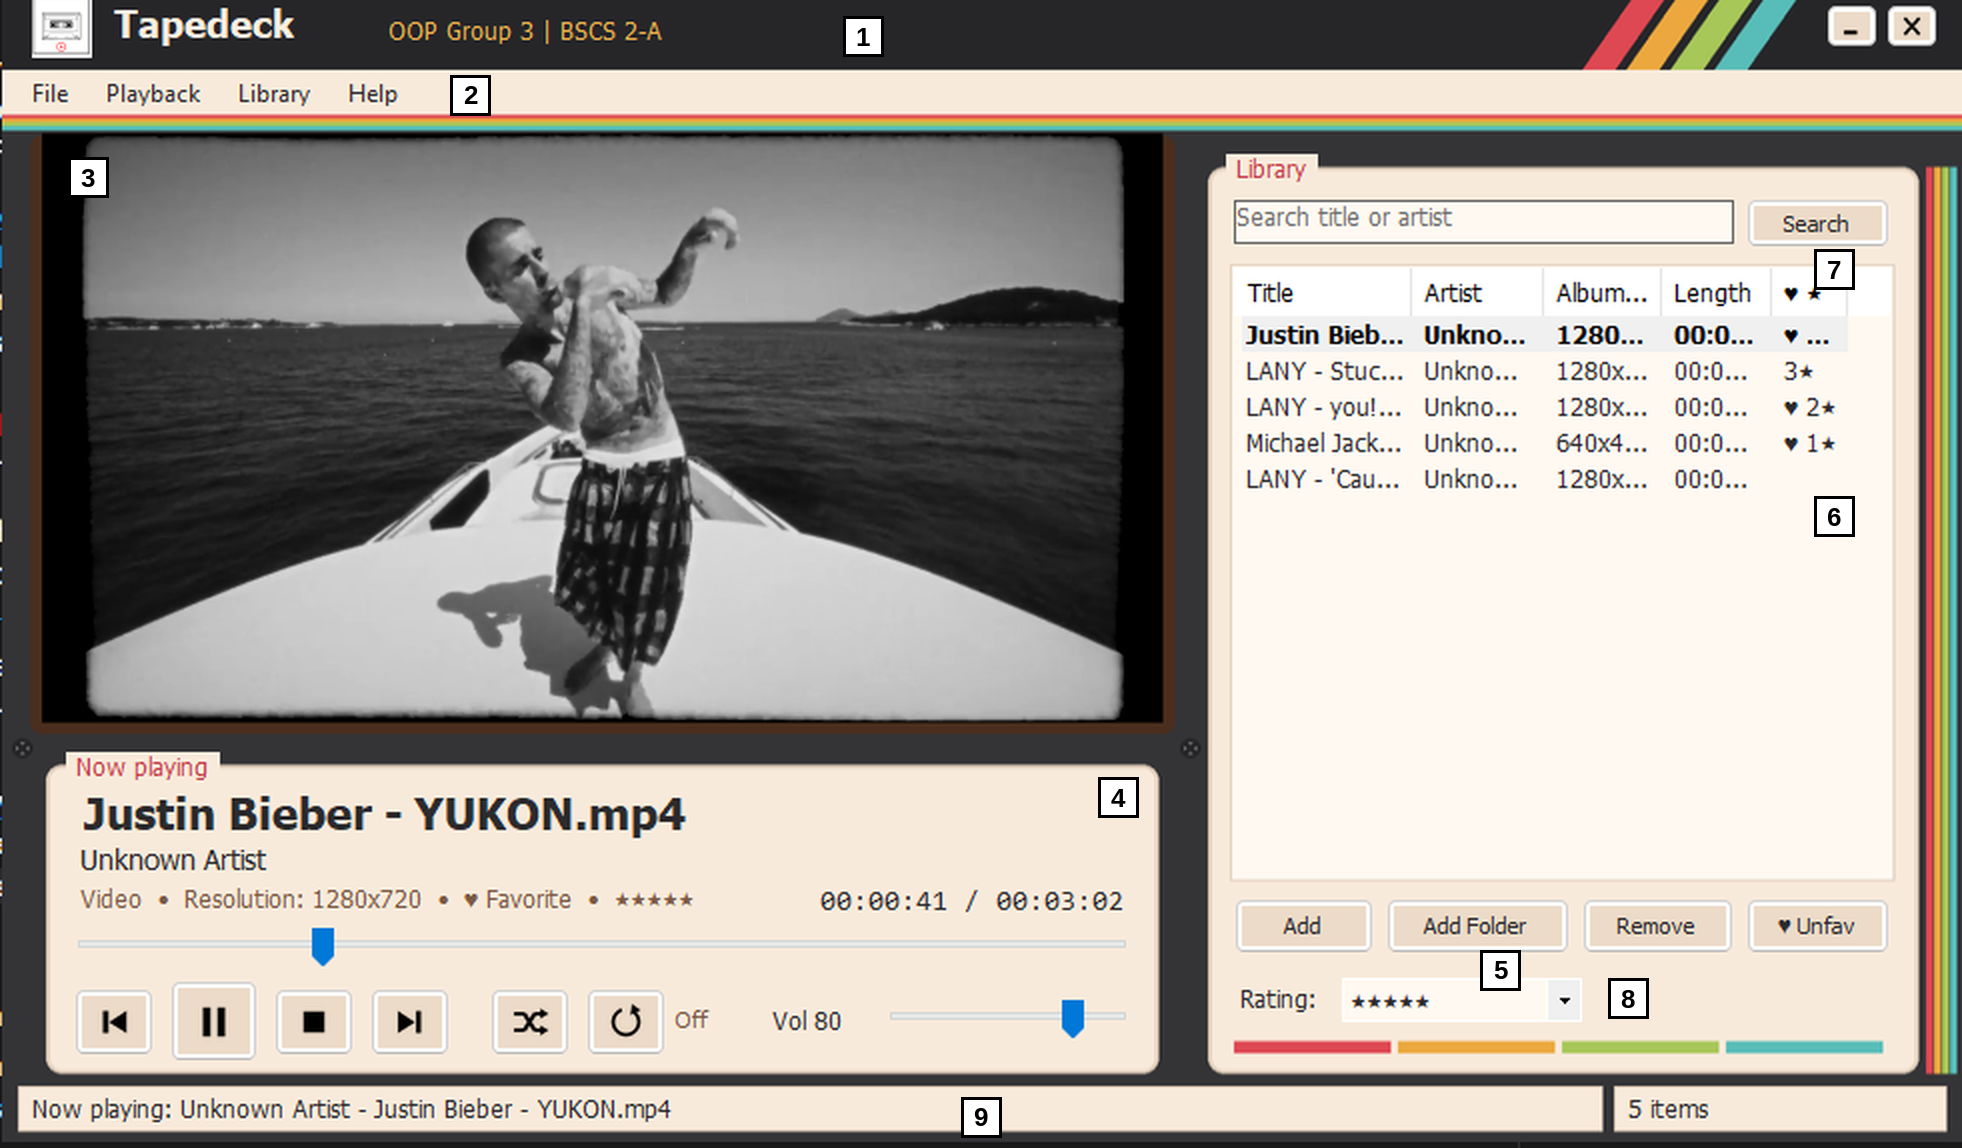 Tapedeck
OOP Group 3 | BSCS 2-A
1
File Playback Library Help
2
3
Library
Search title or artist
Search
7
Title Artist Album... Length ♥ ★
Justin Bieb... Unkno... 1280... 00:0... ♥ ...
LANY - Stuc... Unkno... 1280x... 00:0... 3★
LANY - you!... Unkno... 1280x... 00:0... ♥ 2★
Michael Jack... Unkno... 640x4... 00:0... ♥ 1★
LANY - 'Cau... Unkno... 1280x... 00:0...
6
Now playing
4
Justin Bieber - YUKON.mp4
Unknown Artist
Video • Resolution: 1280x720 • ♥ Favorite • ★★★★★
00:00:41 / 00:03:02
Off
Vol 80
Add
Add Folder
Remove
♥ Unfav
5
Rating: ★★★★★
8
Now playing: Unknown Artist - Justin Bieber - YUKON.mp4
9
5 items